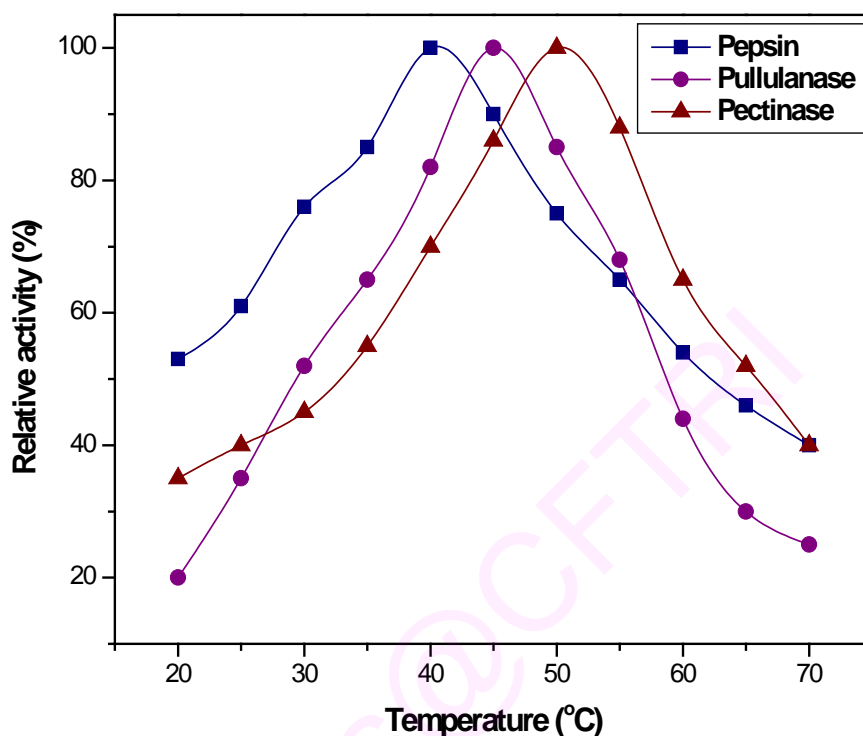 100
80
60
40
20
Relative activity (%)
Pepsin
Pullulanase
Pectinase
20 30 40 50 60 70
Temperature (°C)
@CFTRI